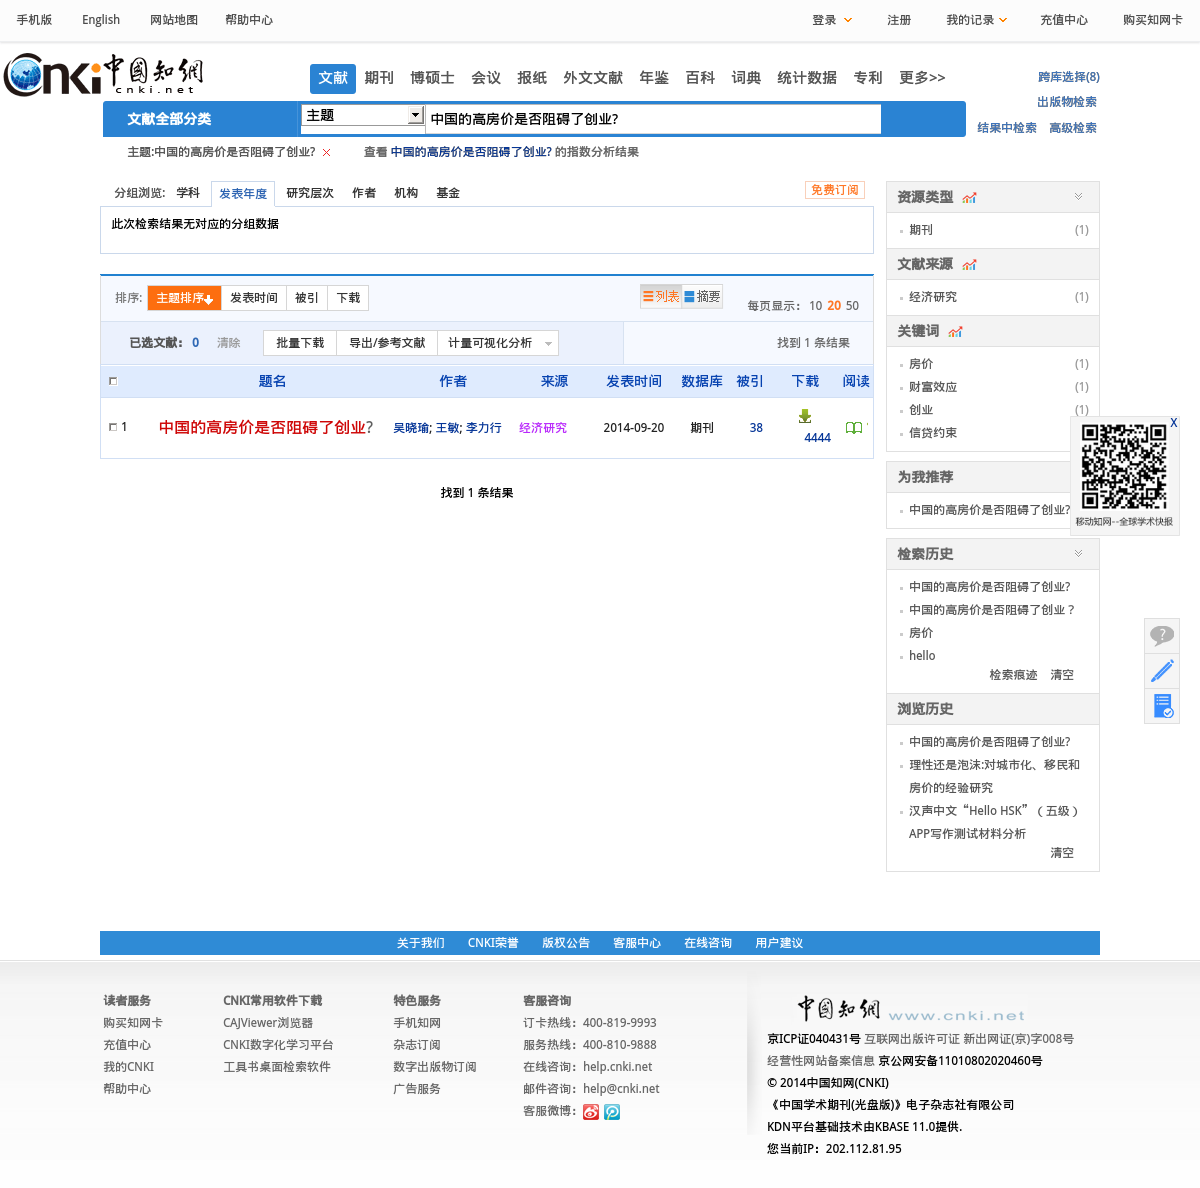 手机版 English 网站地图 帮助中心 登录 注册 我的记录 充值中心 购买知网卡
Cnki 中國知網
cnki.net
文献 期刊 博硕士 会议 报纸 外文文献 年鉴 百科 词典 统计数据 专利 更多>>
跨库选择(8)
出版物检索
文献全部分类 主题 中国的高房价是否阻碍了创业?
结果中检索 高级检索
主题:中国的高房价是否阻碍了创业? 查看 中国的高房价是否阻碍了创业? 的指数分析结果
分组浏览: 学科 发表年度 研究层次 作者 机构 基金 免费订阅
此次检索结果无对应的分组数据
排序: 主题排序 发表时间 被引 下载 列表 摘要 每页显示: 10 20 50
已选文献: 0 清除 批量下载 导出/参考文献 计量可视化分析 找到 1 条结果
题名 作者 来源 发表时间 数据库 被引 下载 阅读
1 中国的高房价是否阻碍了创业? 吴晓瑜; 王敏; 李力行 经济研究 2014-09-20 期刊 38 4444
找到 1 条结果
资源类型
期刊 (1)
文献来源
经济研究 (1)
关键词
房价 (1)
财富效应 (1)
创业 (1)
信贷约束
X
移动知网--全球学术快报
为我推荐
中国的高房价是否阻碍了创业?
检索历史
中国的高房价是否阻碍了创业?
中国的高房价是否阻碍了创业？
房价
hello
检索痕迹 清空
浏览历史
中国的高房价是否阻碍了创业?
理性还是泡沫:对城市化、移民和
房价的经验研究
汉声中文“Hello HSK”（五级）
APP写作测试材料分析
清空
?
关于我们 CNKI荣誉 版权公告 客服中心 在线咨询 用户建议
读者服务
购买知网卡
充值中心
我的CNKI
帮助中心
CNKI常用软件下载
CAJViewer浏览器
CNKI数字化学习平台
工具书桌面检索软件
特色服务
手机知网
杂志订阅
数字出版物订阅
广告服务
客服咨询
订卡热线：400-819-9993
服务热线：400-810-9888
在线咨询：help.cnki.net
邮件咨询：help@cnki.net
客服微博：
中国知網 www.cnki.net
京ICP证040431号 互联网出版许可证 新出网证(京)字008号
经营性网站备案信息 京公网安备11010802020460号
© 2014中国知网(CNKI)
《中国学术期刊(光盘版)》电子杂志社有限公司
KDN平台基础技术由KBASE 11.0提供.
您当前IP：202.112.81.95